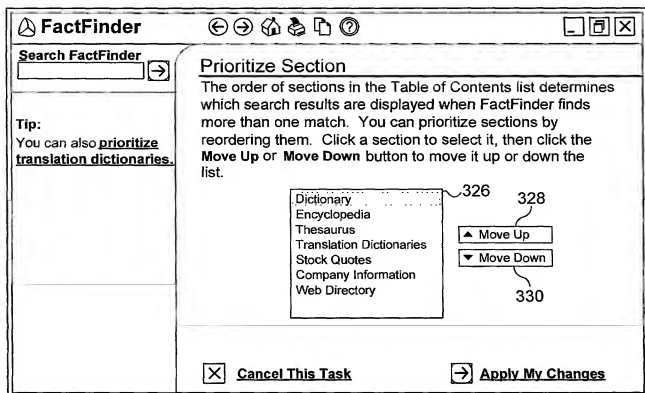 FactFinder
Search FactFinder
Tip:
You can also prioritize
translation dictionaries.
Prioritize Section
The order of sections in the Table of Contents list determines
which search results are displayed when FactFinder finds
more than one match. You can prioritize sections by
reordering them. Click a section to select it, then click the
Move Up or Move Down button to move it up or down the
list.
Dictionary
Encyclopedia
Thesaurus
Translation Dictionaries
Stock Quotes
Company Information
Web Directory
326
328
Move Up
Move Down
330
Cancel This Task
Apply My Changes